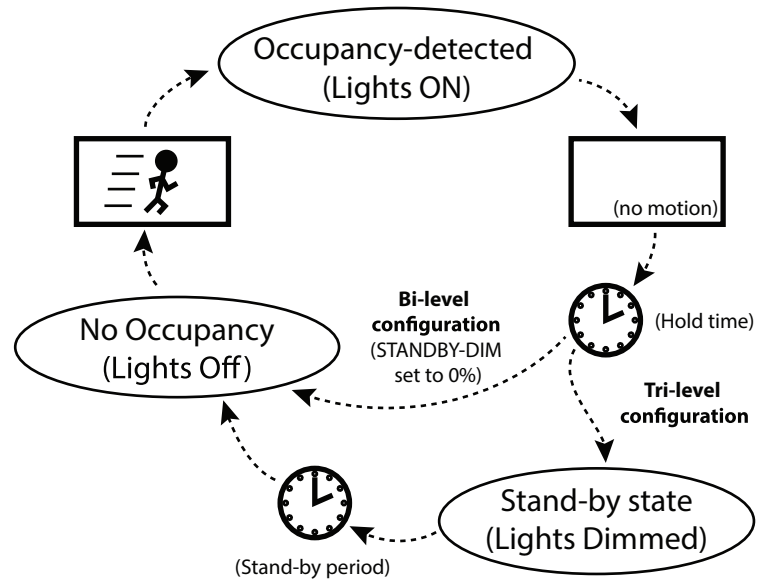 Occupancy-detected
(Lights ON)
(no motion)
Bi-level
configuration
(STANDBY-DIM
set to 0%)
(Hold time)
No Occupancy
(Lights Off)
Tri-level
configuration
Stand-by state
(Lights Dimmed)
(Stand-by period)